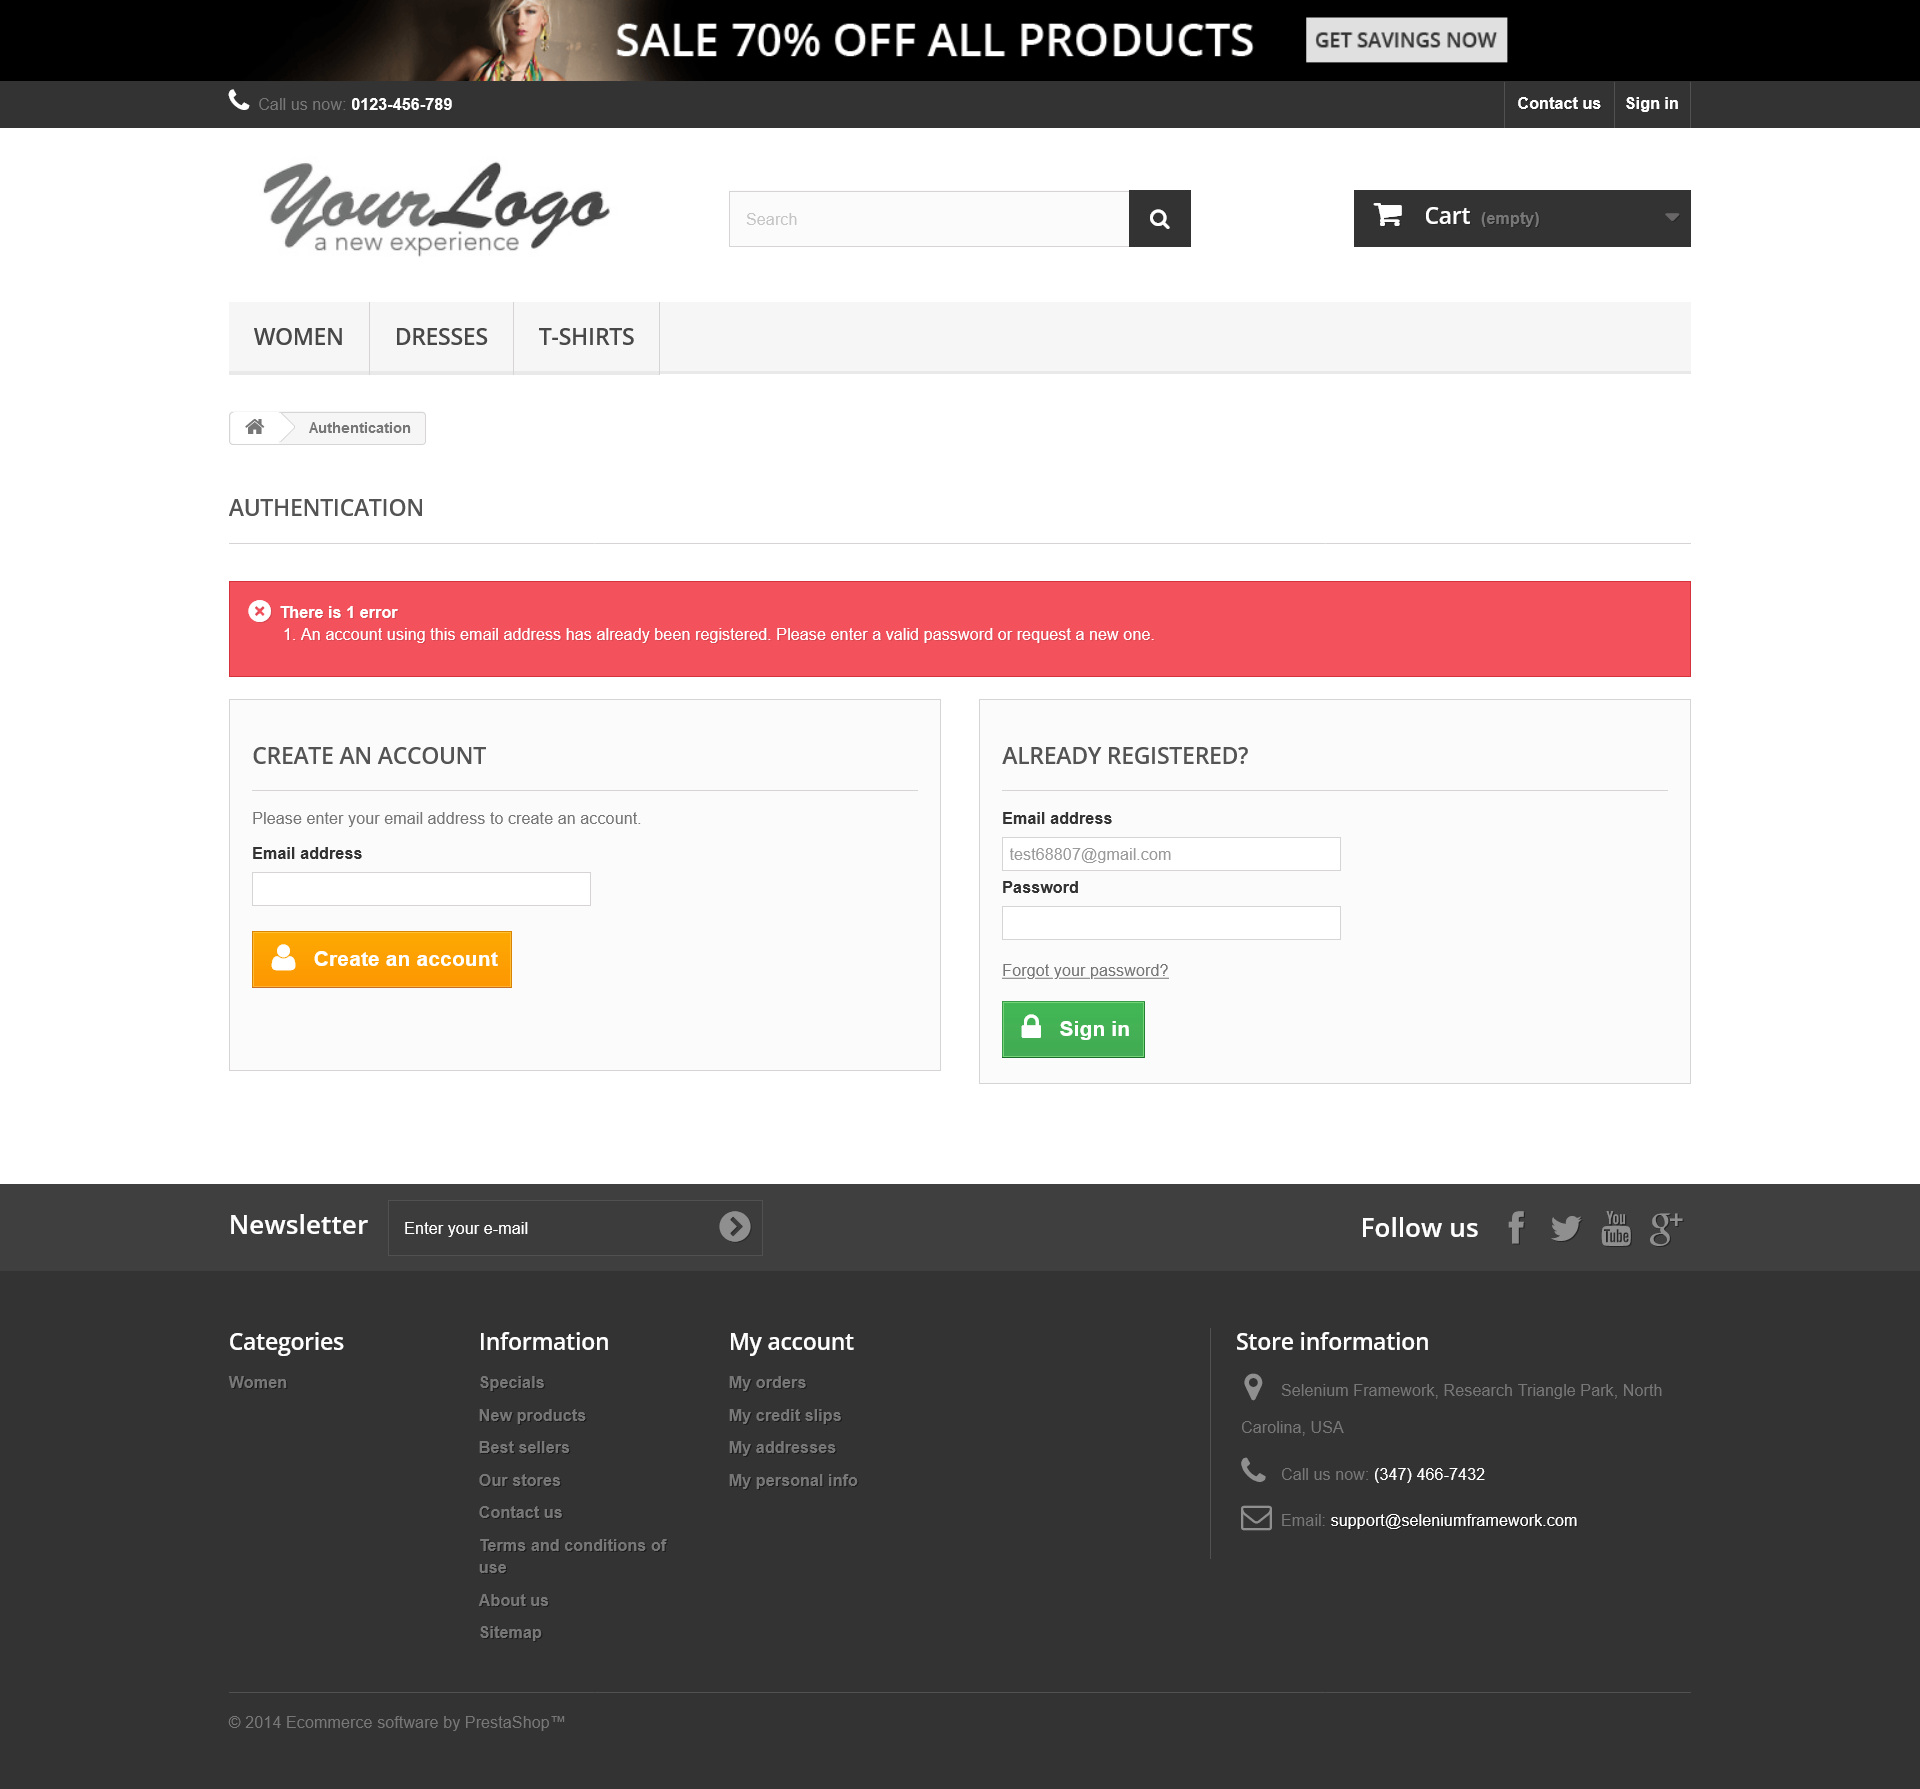 SALE 70% OFF ALL PRODUCTS
GET SAVINGS NOW
Call us now: 0123-456-789
Contact us
Sign in
YourLogo
a new experience
Search
Cart (empty)
WOMEN
DRESSES
T-SHIRTS
Authentication
AUTHENTICATION
There is 1 error
1. An account using this email address has already been registered. Please enter a valid password or request a new one.
CREATE AN ACCOUNT
Please enter your email address to create an account.
Email address
Create an account
ALREADY REGISTERED?
Email address
test68807@gmail.com
Password
Forgot your password?
Sign in
Newsletter
Enter your e-mail
Follow us
You
Tube
g+
Categories
Women
Information
Specials
New products
Best sellers
Our stores
Contact us
Terms and conditions of
use
About us
Sitemap
My account
My orders
My credit slips
My addresses
My personal info
Store information
Selenium Framework, Research Triangle Park, North
Carolina, USA
Call us now: (347) 466-7432
Email: support@seleniumframework.com
© 2014 Ecommerce software by PrestaShop™